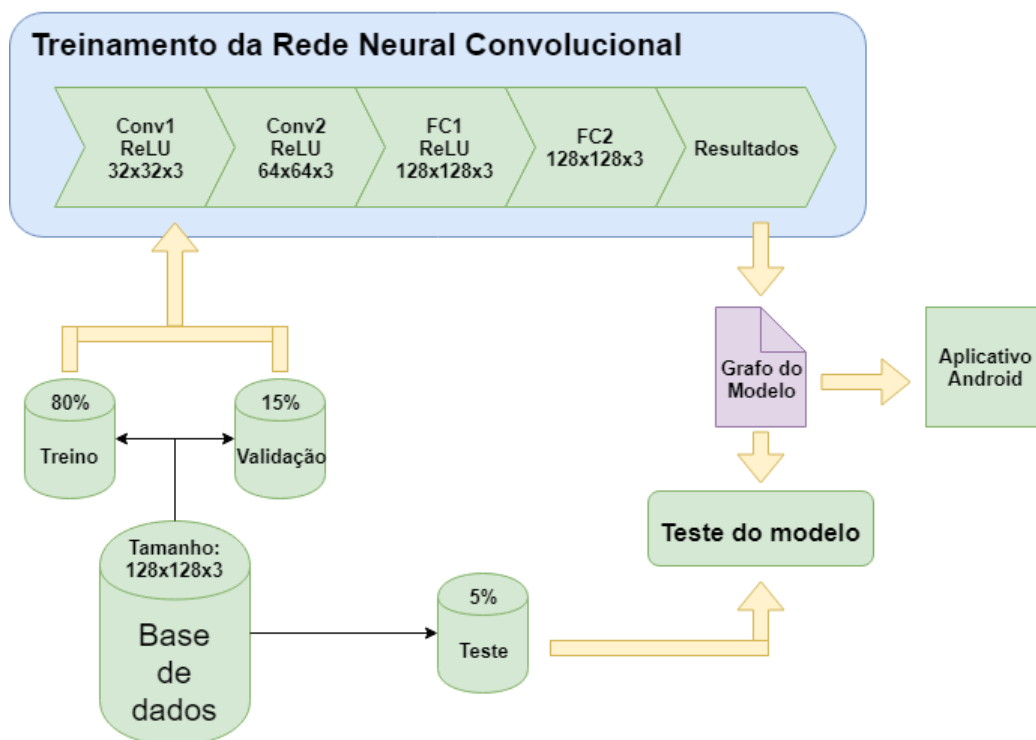 Treinamento da Rede Neural Convolucional
Conv1
ReLU
32x32x3
Conv2
ReLU
64x64x3
FC1
ReLU
128x128x3
FC2
128x128x3
Resultados
Grafo do
Modelo
Aplicativo
Android
80%
Treino
15%
Validação
Teste do modelo
Tamanho:
128x128x3
Base
de
dados
5%
Teste